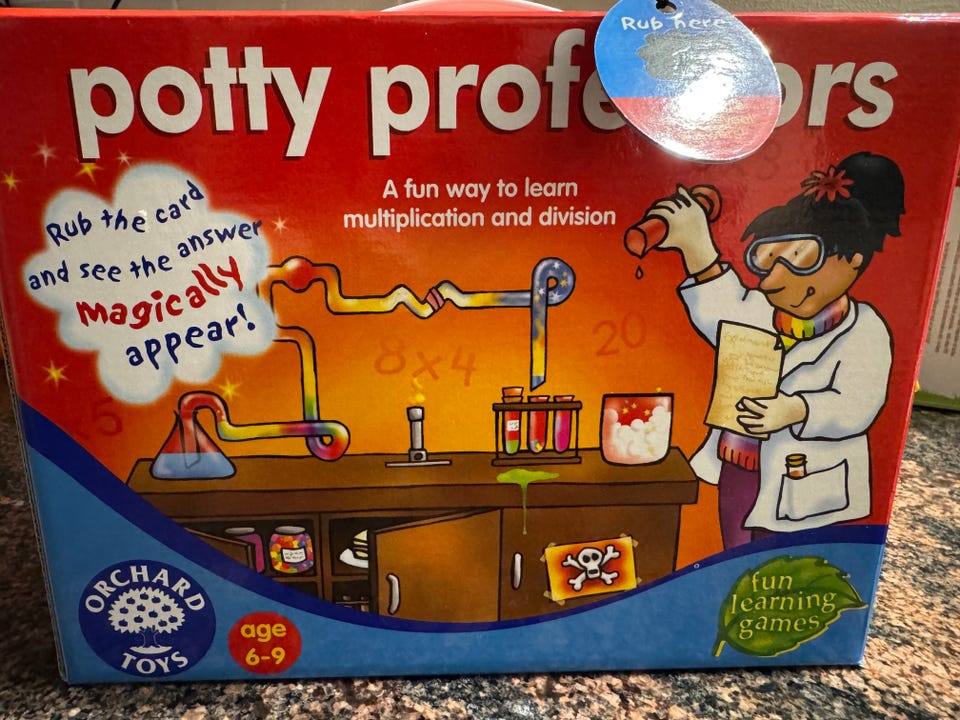 Rub here
potty profe ors
A fun way to learn
multiplication and division
Rub the card
and see the answer
magically
appear!
8x4
20
ORCHARD
TOYS
age
6-9
fun
learning
games